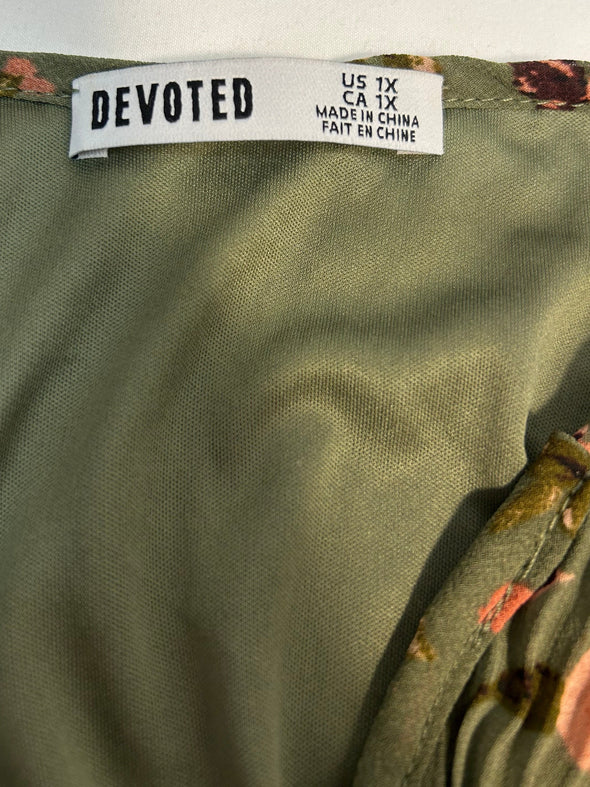 DEVOTED
US 1X
CA 1X
MADE IN CHINA
FAIT EN CHINE